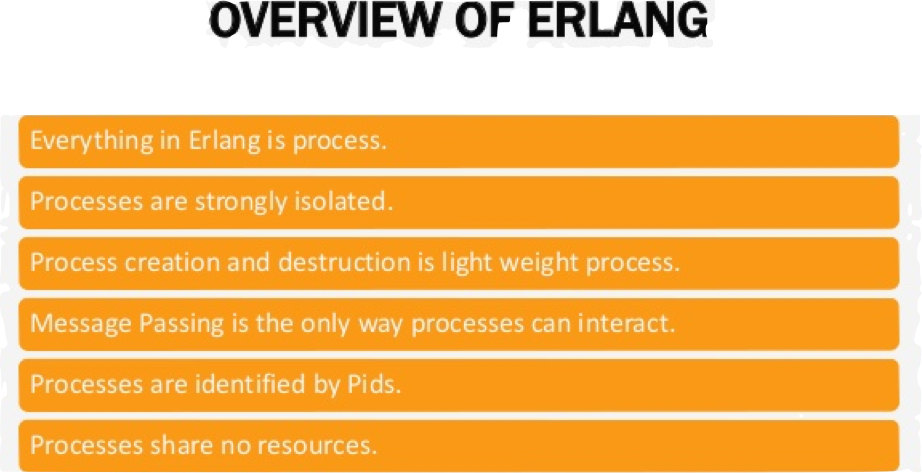 OVERVIEW OF ERLANG
Everything in Erlang is process.
Processes are strongly isolated.
Process creation and destruction is light weight process.
Message Passing is the only way processes can interact.
Processes are identified by Pids.
Processes share no resources.